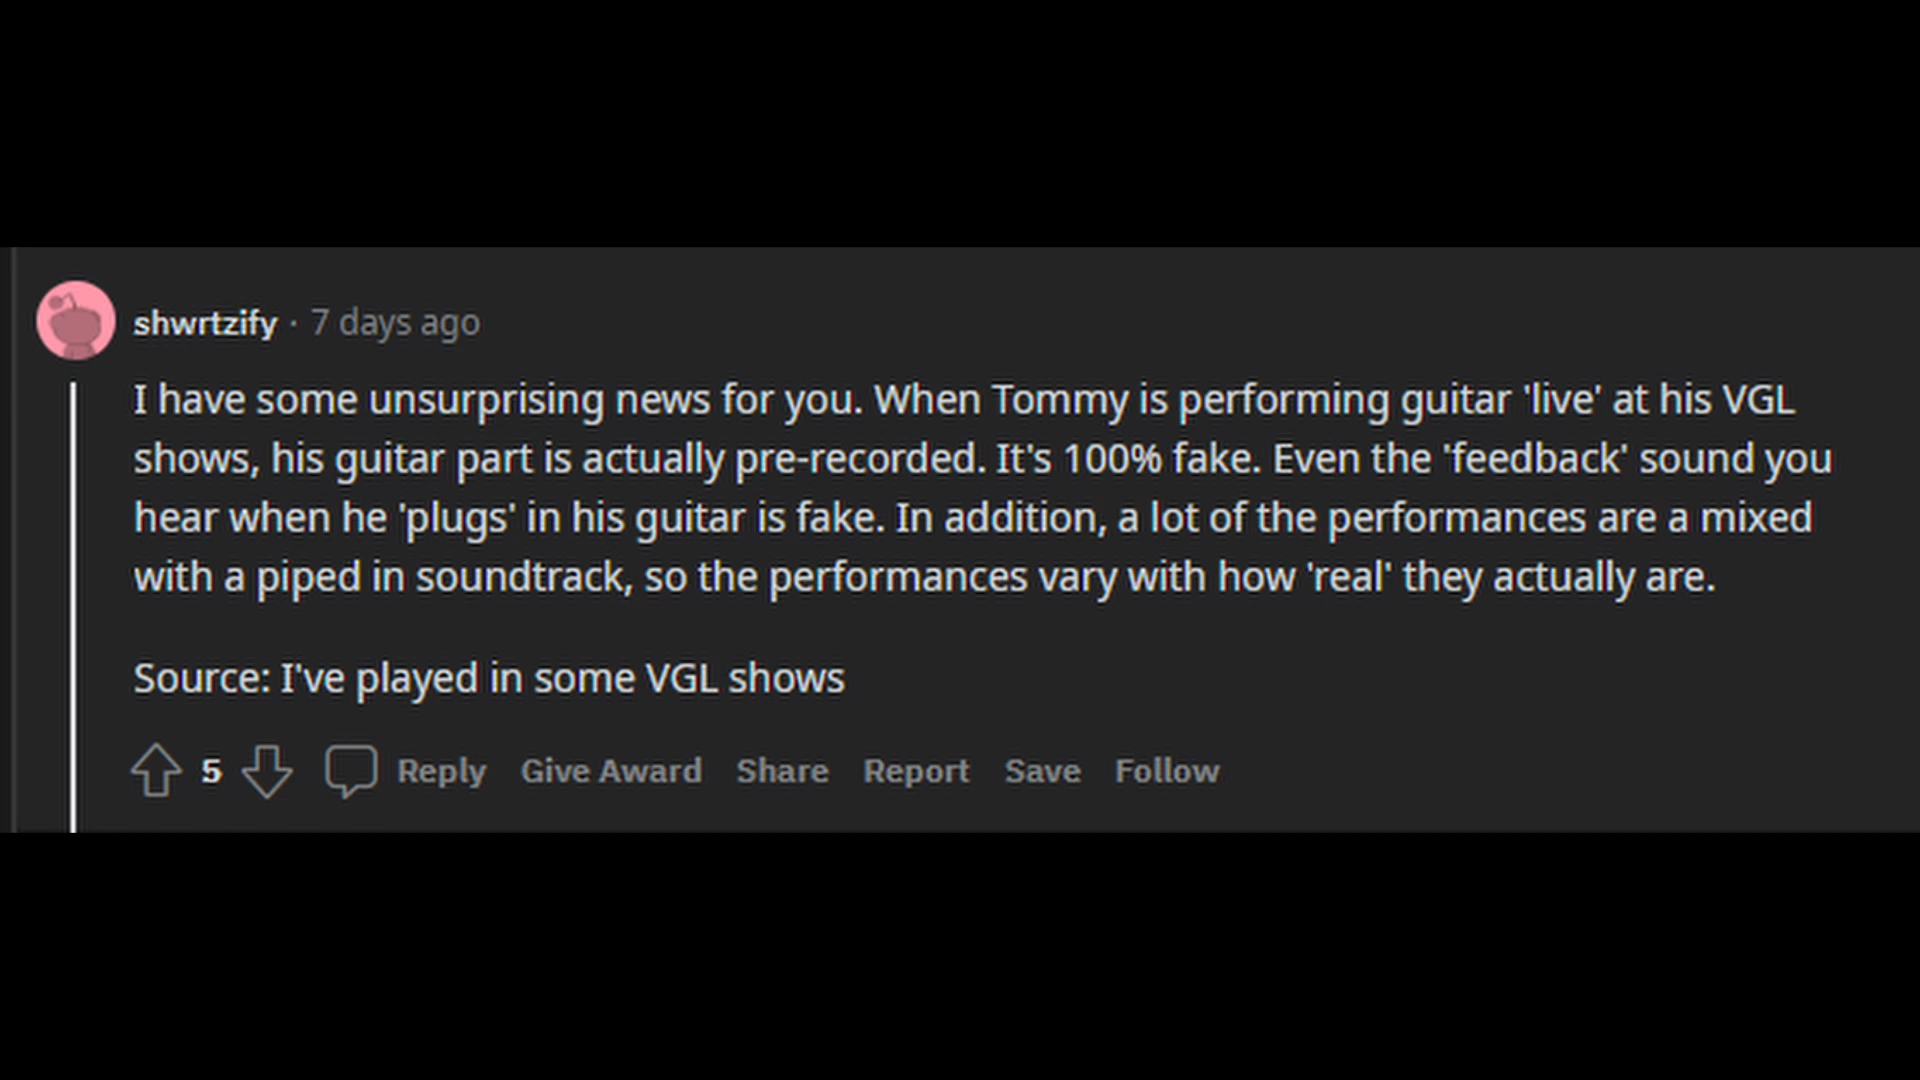 shwrtzify · 7 days ago
I have some unsurprising news for you. When Tommy is performing guitar 'live' at his VGL
shows, his guitar part is actually pre-recorded. It's 100% fake. Even the 'feedback' sound you
hear when he 'plugs' in his guitar is fake. In addition, a lot of the performances are a mixed
with a piped in soundtrack, so the performances vary with how 'real' they actually are.
Source: I've played in some VGL shows
5 Reply Give Award Share Report Save Follow